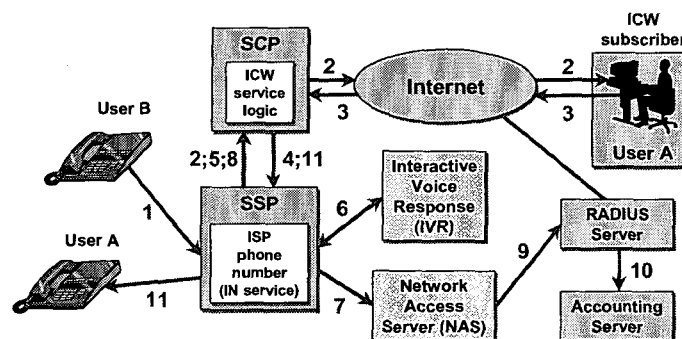 ICW
subscriber
SCP
ICW
service
logic
2
3
Internet
2
3
User A
User B
2;5;8
4;11
1
SSP
ISP
phone
number
(IN service)
6
Interactive
Voice
Response
(IVR)
RADIUS
Server
9
10
User A
11
7
Network
Access
Server (NAS)
Accounting
Server